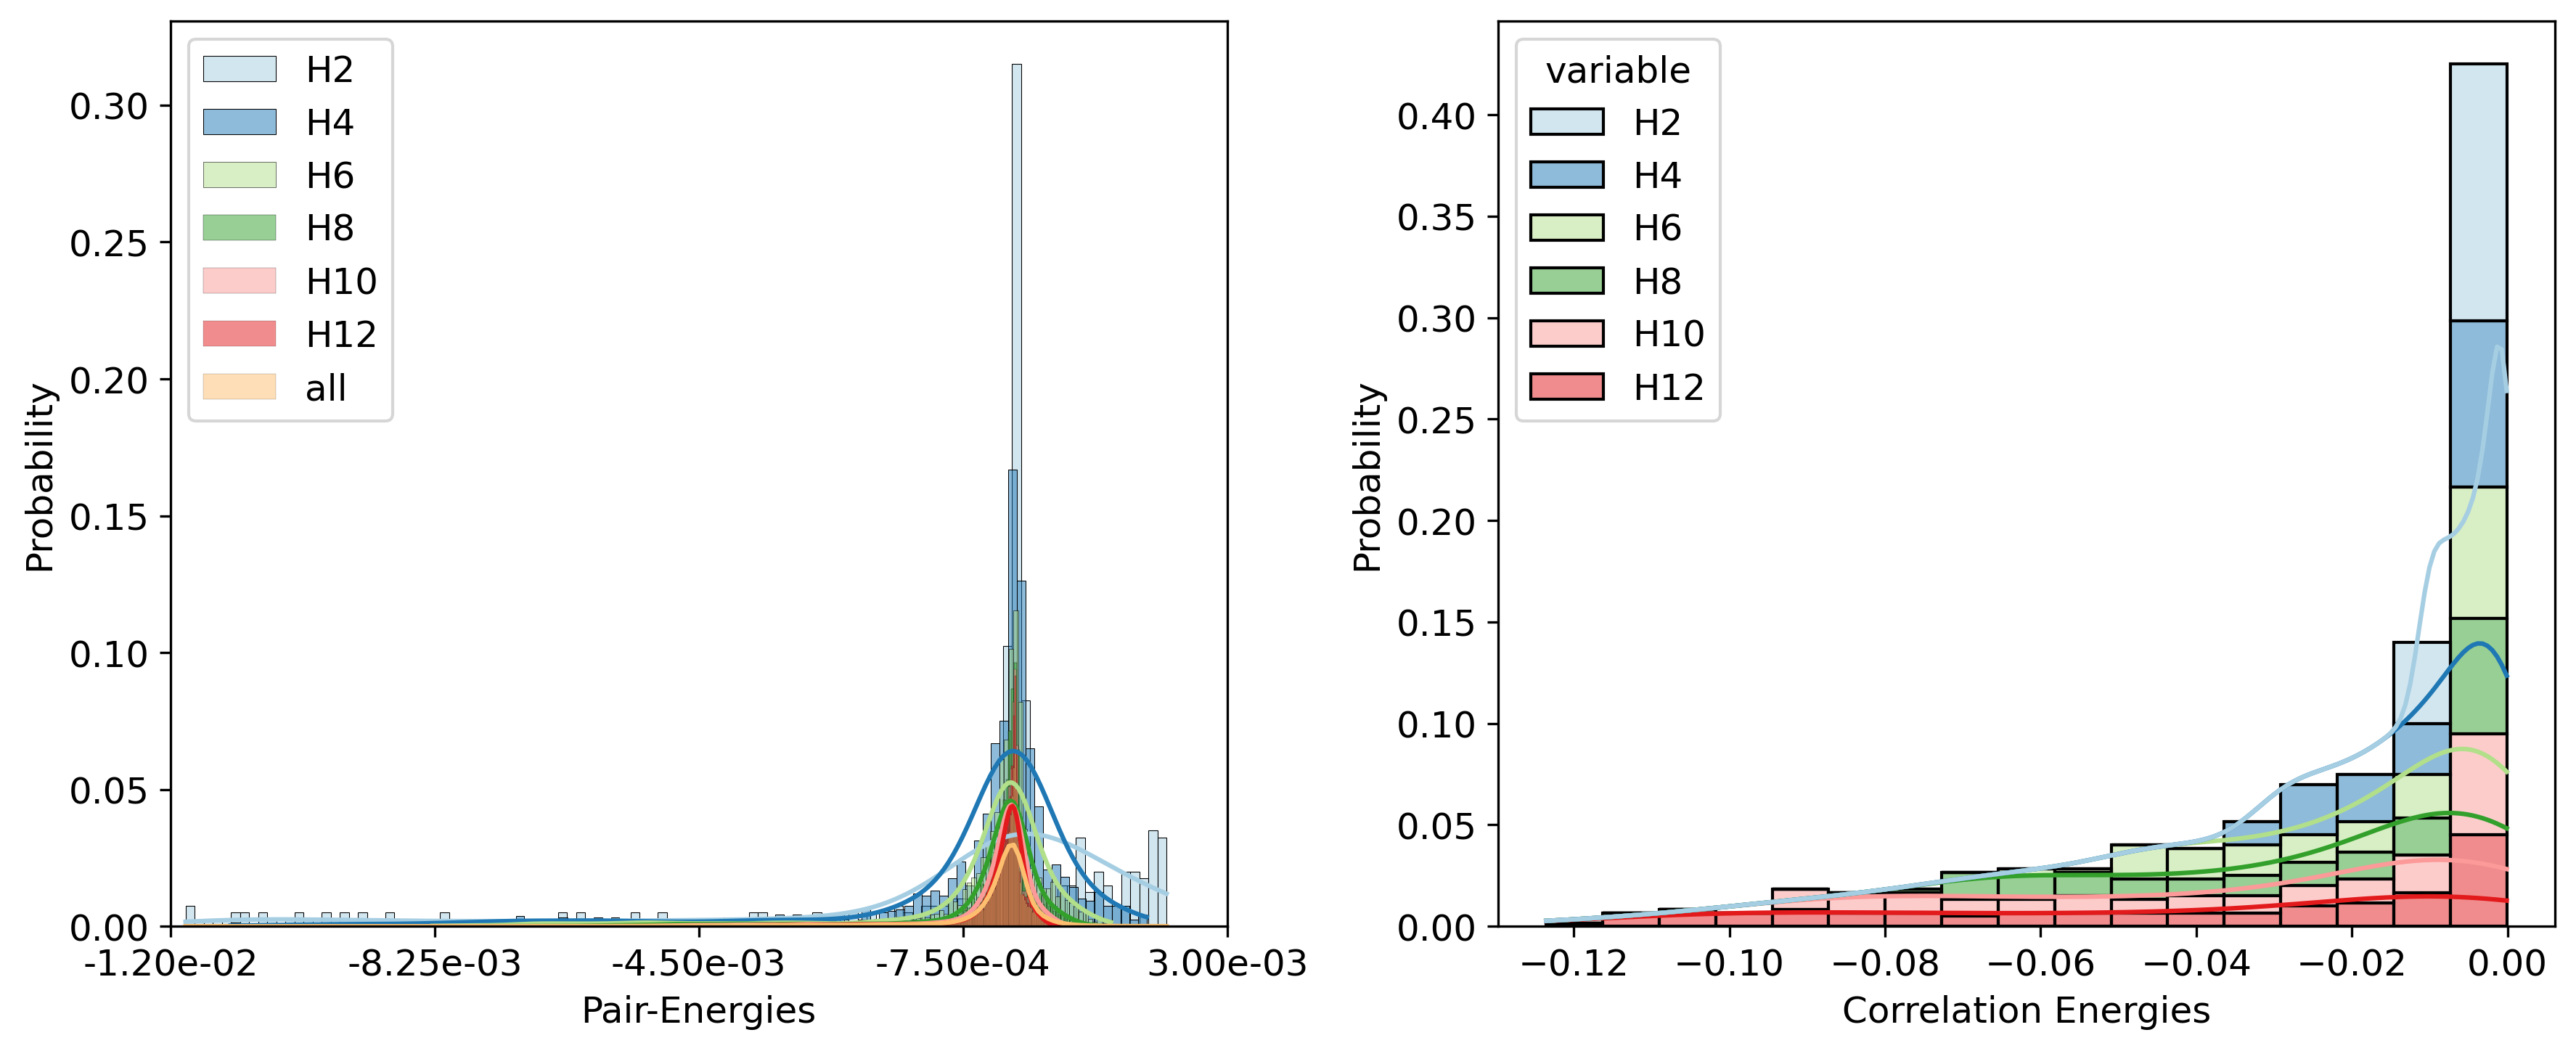 Probability
0.30
0.25
0.20
0.15
0.10
0.05
0.00
H2
H4
H6
H8
H10
H12
all
-1.20e-02 -8.25e-03 -4.50e-03 -7.50e-04 3.00e-03
Pair-Energies
Probability
0.40
0.35
0.30
0.25
0.20
0.15
0.10
0.05
0.00
variable
H2
H4
H6
H8
H10
H12
−0.12 −0.10 −0.08 −0.06 −0.04 −0.02 0.00
Correlation Energies